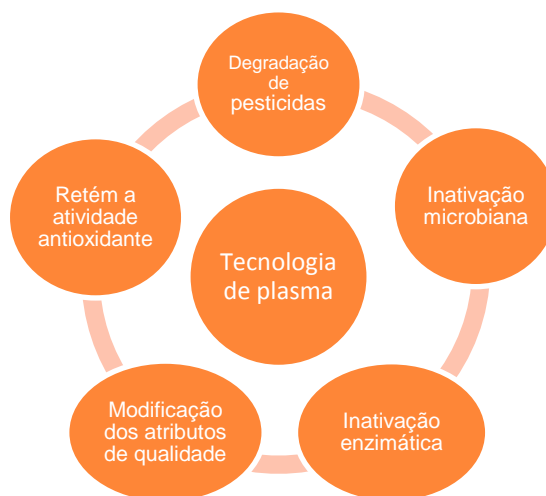 Degradação
de
pesticidas
Inativação
microbiana
Inativação
enzimática
Modificação
dos atributos
de qualidade
Retém a
atividade
antioxidante
Tecnologia
de plasma